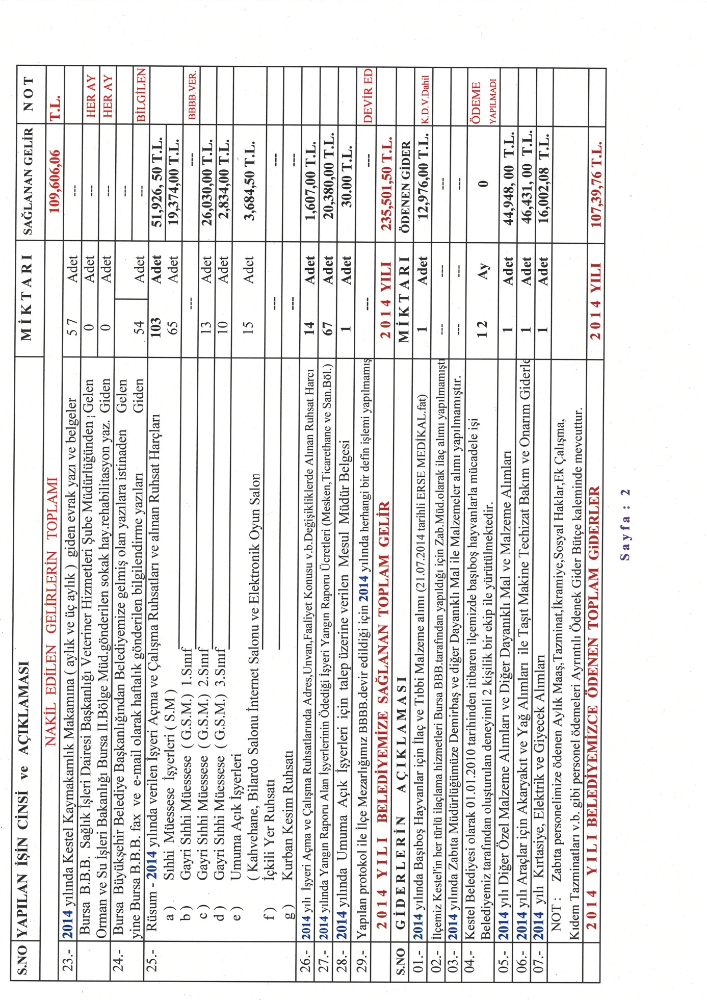 S.NO YAPILAN İŞİN CİNSİ ve AÇIKLAMASI M İ K T A R I SAĞLANAN GELİR N O T
NAKİL EDİLEN GELİRLERİN TOPLAMI 109,606,06 T.L.
23.- 2014 yılında Kestel Kaymakamlık Makamına ( aylık ve üç aylık ) giden evrak yazı ve belgeler 5 7 Adet ---
Bursa B.B.B. Sağlık İşleri Dairesi Başkanlığı Veteriner Hizmetleri Şube Müdürlüğünden Gelen 0 Adet --- HER AY
Orman ve Su İşleri Bakanlığı Bursa II.Bölge Müd.gönderilen sokak hay.rehabilitasyon yaz. Giden 0 Adet --- HER AY
24.- Bursa Büyükşehir Belediye Başkanlığından Belediyemize gelmiş olan yazılara istinaden Gelen ---
yine Bursa B.B.B. fax ve e-mail olarak haftalık gönderilen bilgilendirme yazıları Giden 54 Adet --- BİLGİLEN
25.- Rüsum - 2014 yılında verilen İşyeri Açma ve Çalışma Ruhsatları ve alınan Ruhsat Harçları 103 Adet 51,926, 50 T.L.
a ) Sıhhi Müessese İşyerleri ( S.M ) 65 Adet 19,374,00 T.L.
b ) Gayri Sıhhi Müessese ( G.S.M.) 1.Sınıf --- --- BBBB.VER.
c ) Gayri Sıhhi Müessese ( G.S.M.) 2.Sınıf 13 Adet 26,030,00 T.L.
d ) Gayri Sıhhi Müessese ( G.S.M.) 3.Sınıf 10 Adet 2,834,00 T.L.
e ) Umuma Açık İşyerleri
( Kahvehane, Bilardo Salonu İnternet Salonu ve Elektronik Oyun Salon 15 Adet 3,684,50 T.L.
f ) İçkili Yer Ruhsatı --- ---
g ) Kurban Kesim Ruhsatı --- ---
26.- 2014 yılı İşyeri Açma ve Çalışma Ruhsatlarında Adres,Unvan,Faaliyet Konusu v.b.Değişikliklerde Alınan Ruhsat Harcı 14 Adet 1,607,00 T.L.
27.- 2014 yılında Yangın Raporu Alan İşyerlerinin Ödediği İşyeri Yangın Raporu Ücretleri (Mesken,Ticarethane ve San.Böl.) 67 Adet 20,380,00 T.L.
28.- 2014 yılında Umuma Açık İşyerleri için talep üzerine verilen Mesul Müdür Belgesi 1 Adet 30.00 T.L.
29.- Yapılan protokol ile İlçe Mezarlığımız BBBB.devir edildiği için 2014 yılında herhangi bir defin işlemi yapılmamış --- --- DEVİR ED
2 0 1 4 Y I L I BELEDİYEMİZE SAĞLANAN TOPLAM GELİR 2 0 1 4 YILI 235,501,50 T.L.
S.NO G İ D E R L E R İ N A Ç I K L A M A S I M İ K T A R I ÖDENEN GİDER
01.- 2014 yılında Başıboş Hayvanlar için İlaç ve Tıbbi Malzeme alımı (21.07.2014 tarihli ERSE MEDİKAL.fat) 1 Adet 12,976,00 T.L. K.D.V.Dahil
02.- İlçemiz Kestel'in her türlü ilaçlama hizmetleri Bursa BBB.tarafından yapıldığı için Zab.Müd.olarak ilaç alımı yapılmamıştı --- --- ---
03.- 2014 yılında Zabıta Müdürlüğümüze Demirbaş ve diğer Dayanıklı Mal ile Malzemeler alımı yapılmamıştır. --- --- ---
04.- Kestel Belediyesi olarak 01.01.2010 tarihinden itibaren ilçemizde başıboş hayvanlarla mücadele işi ÖDEME
Belediyemiz tarafından oluşturulan deneyimli 2 kişilik bir ekip ile yürütülmektedir. 1 2 Ay 0 YAPILMADI
05.- 2014 yılı Diğer Özel Malzeme Alımları ve Diğer Dayanıklı Mal ve Malzeme Alımları 1 Adet 44,948, 00 T.L.
06.- 2014 yılı Araçlar için Akaryakıt ve Yağ Alımları ile Taşıt Makine Techizat Bakım ve Onarım Giderle 1 Adet 46,431, 00 T.L.
07.- 2014 yılı Kırtasiye, Elektrik ve Giyecek Alımları 1 Adet 16,002,08 T.L.
NOT : Zabıta personelimize ödenen Aylık Maaş,Tazminat,İkramiye,Sosyal Haklar,Ek Çalışma,
Kıdem Tazminatları v.b. gibi personel ödemeleri Ayrıntılı Ödenek Gider Bütçe kaleminde mevcuttur.
2 0 1 4 Y I L I BELEDİYEMİZCE ÖDENEN TOPLAM GiDERLER 2 0 1 4 YILI 107,39,76 T.L.
S a y f a : 2